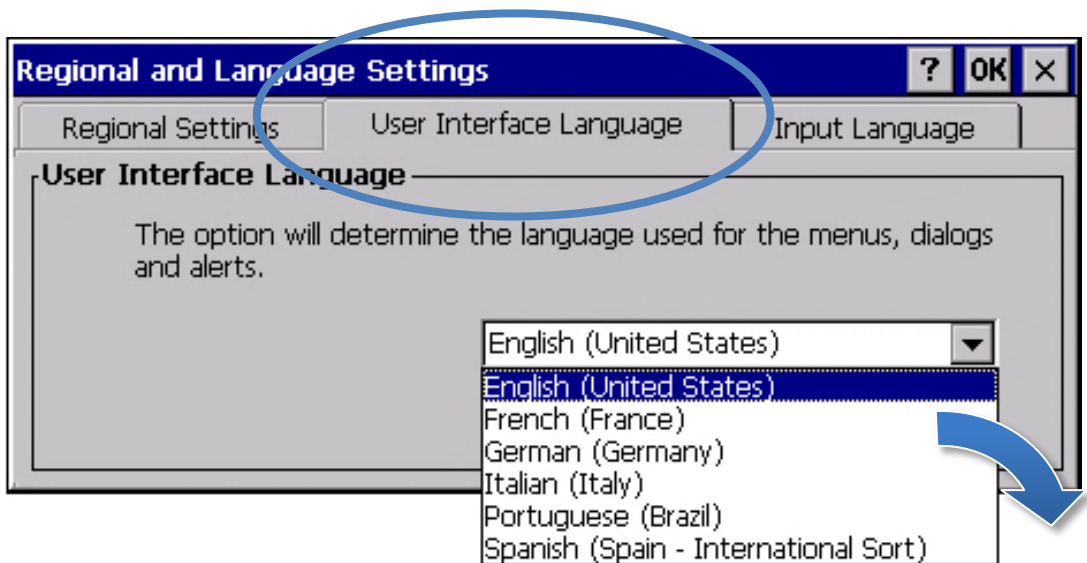 Regional and Language Settings ? OK ×
Regional Settings User Interface Language Input Language
User Interface Language
The option will determine the language used for the menus, dialogs
and alerts.
English (United States)
English (United States)
French (France)
German (Germany)
Italian (Italy)
Portuguese (Brazil)
Spanish (Spain - International Sort)